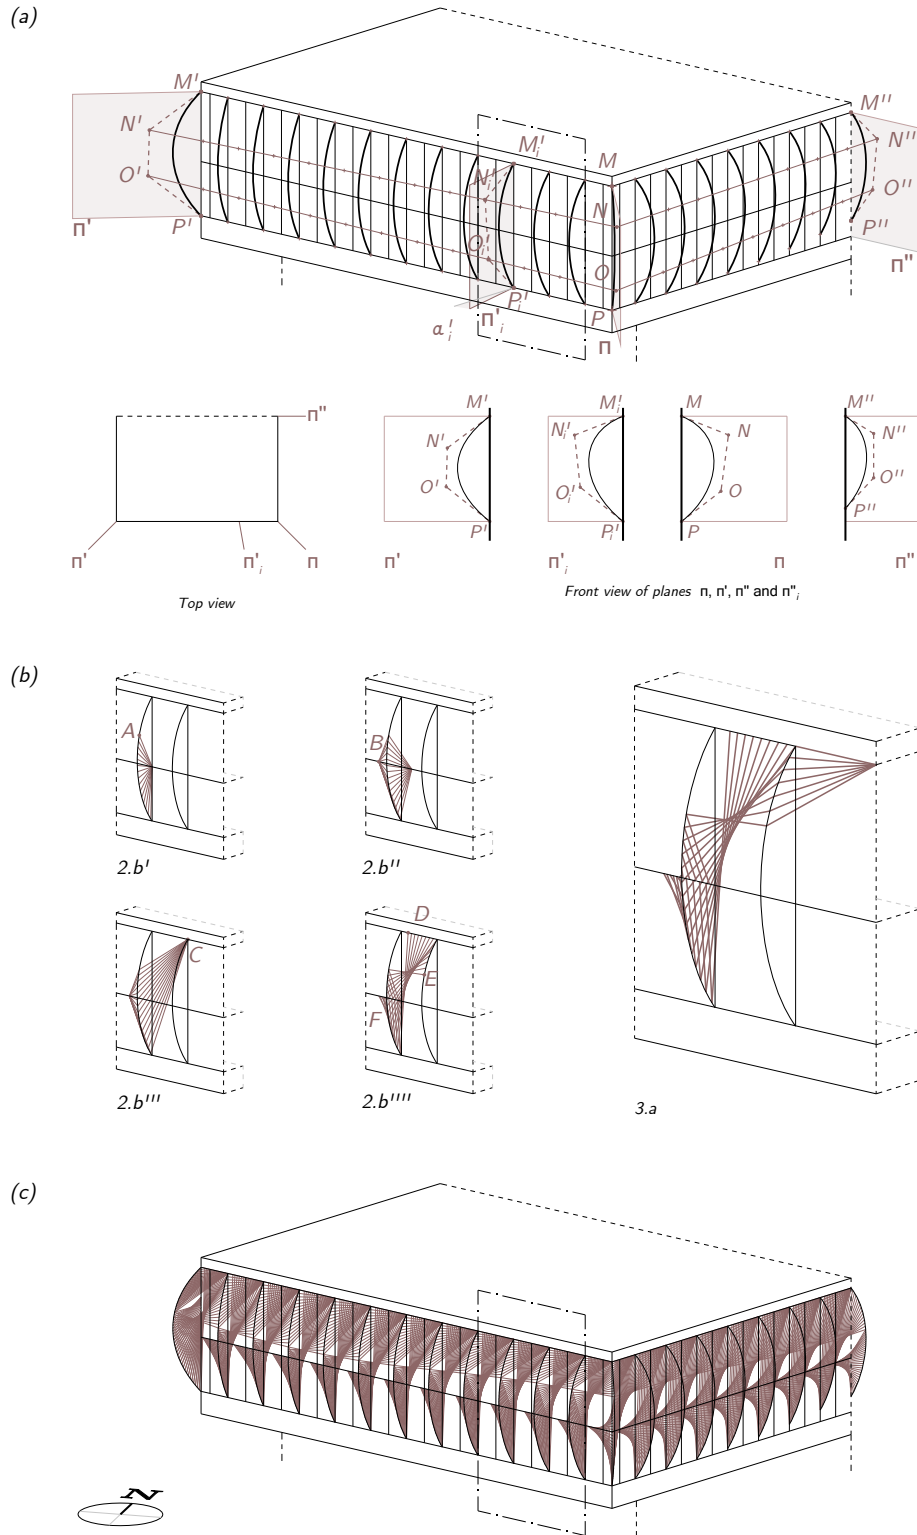 (a)
M'
N'
O'
P'
π'
M'i
N'i
O'i
P'i
a'i
π'i
M
N
O
P
π
M''
N''
O''
P''
π''
π''
π'
π'i
π
Top view
M'
N'
O'
P'
π'
M'i
N'i
O'i
P'i
π'i
M
N
O
P
π
M''
N''
O''
P''
π''
Front view of planes π, π', π'' and π''i
(b)
A
2.b'
B
2.b''
C
2.b'''
D
E
F
2.b''''
3.a
(c)
N